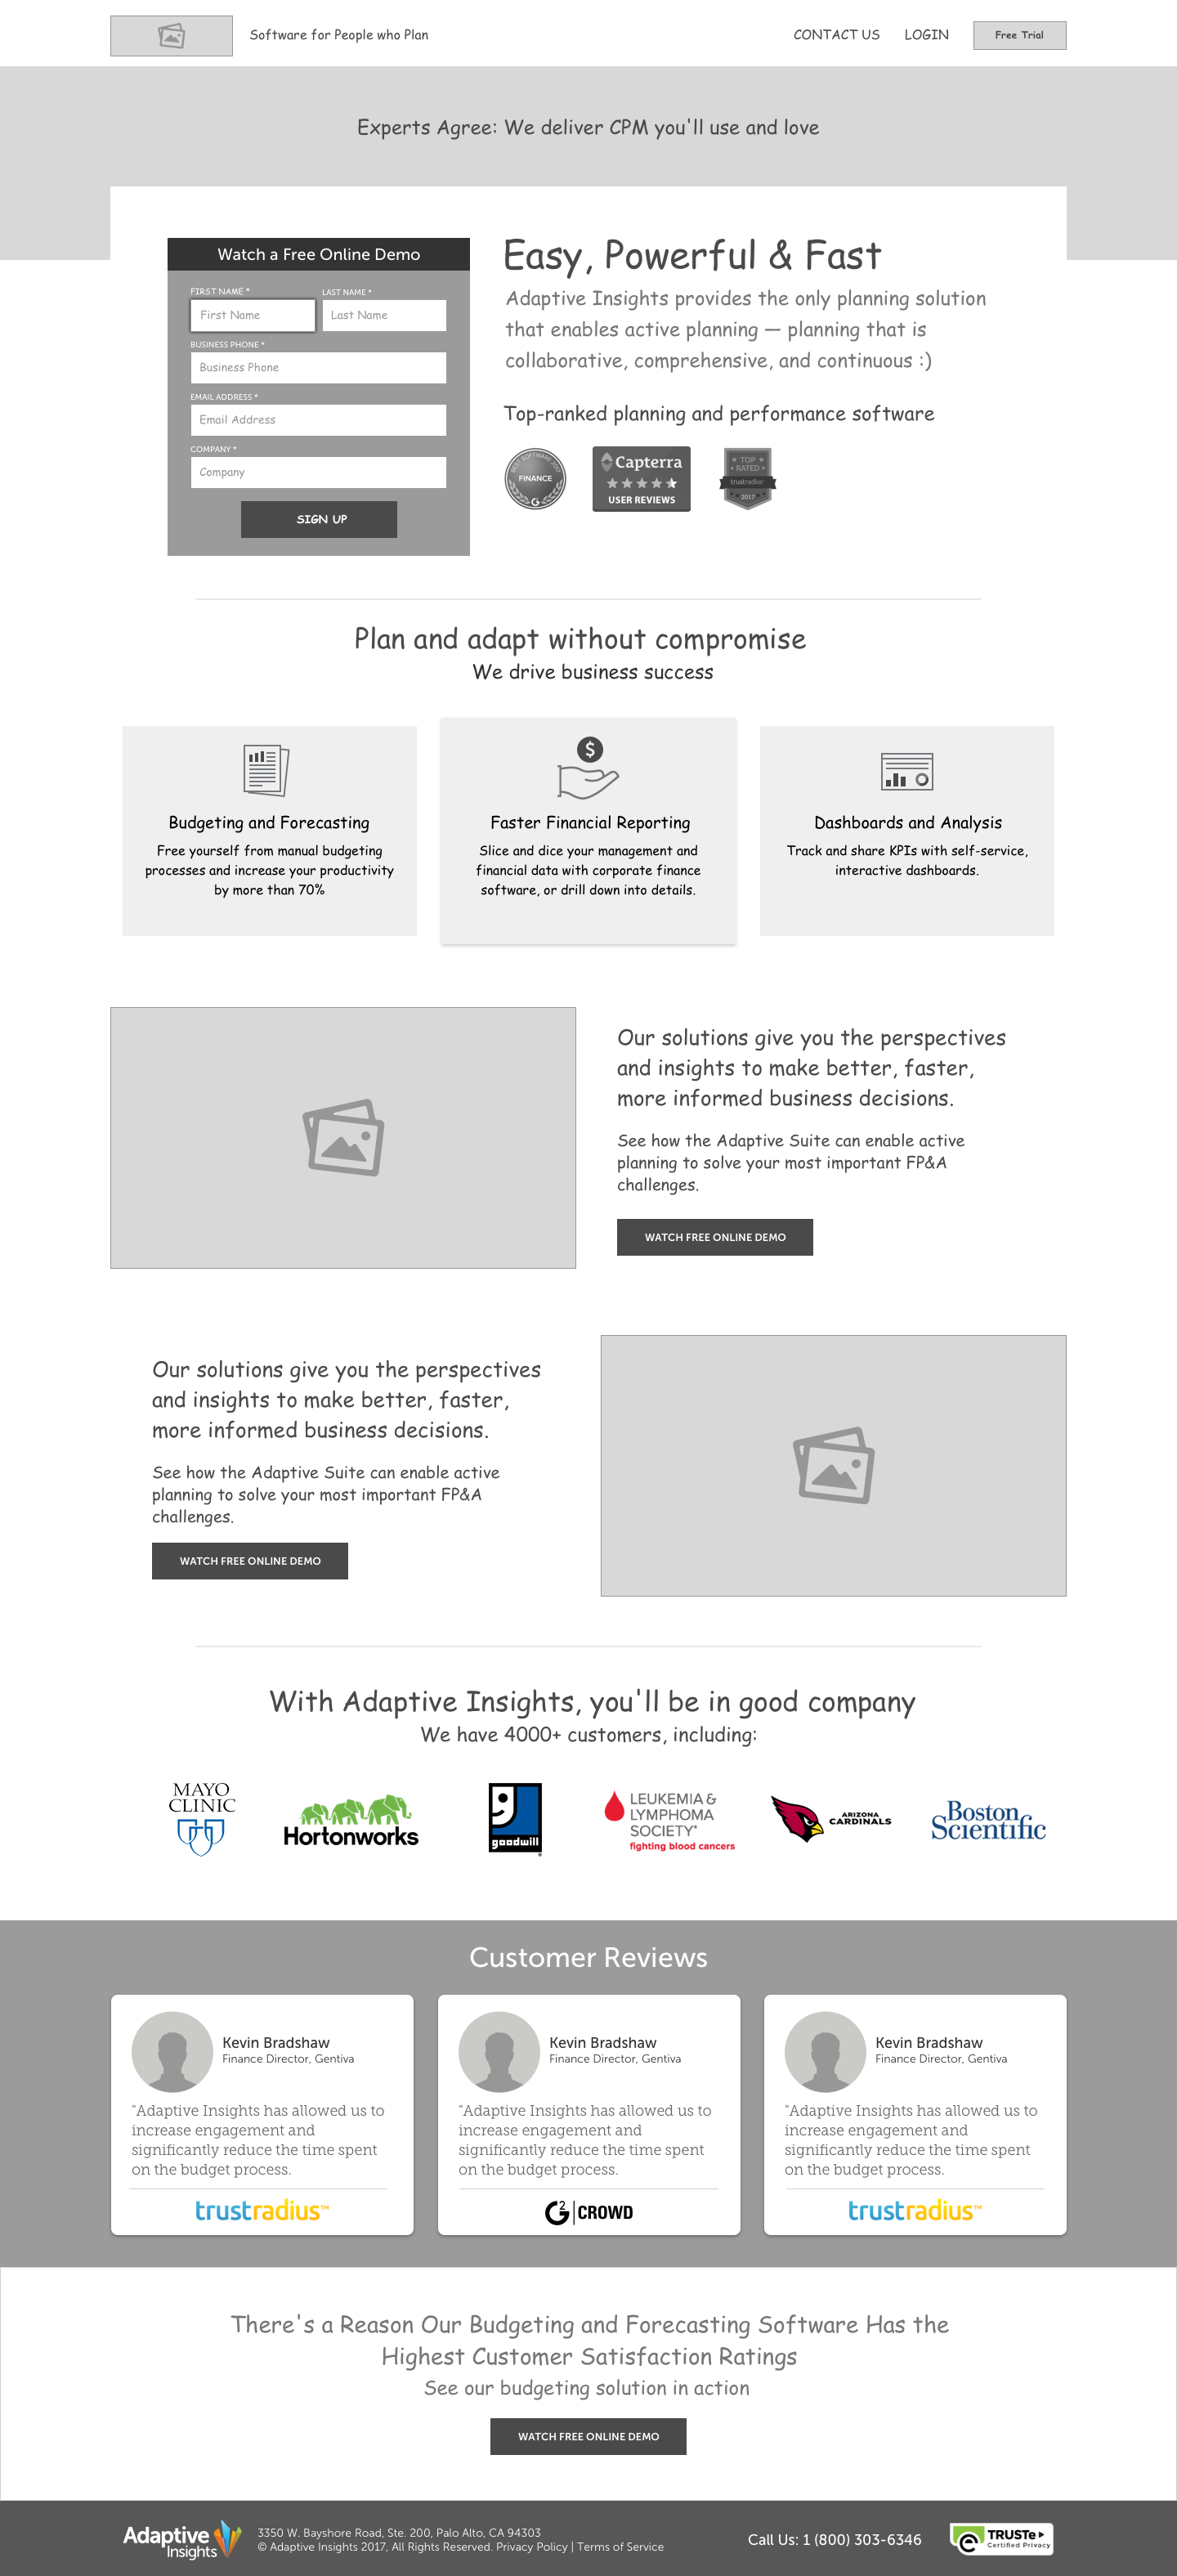 Software for People who Plan
CONTACT US
LOGIN
Free Trial
Experts Agree: We deliver CPM you'll use and love
Watch a Free Online Demo
FIRST NAME *
LAST NAME *
First Name
Last Name
BUSINESS PHONE *
Business Phone
EMAIL ADDRESS *
Email Address
COMPANY *
Company
SIGN UP
Easy, Powerful & Fast
Adaptive Insights provides the only planning solution
that enables active planning — planning that is
collaborative, comprehensive, and continuous :)
Top-ranked planning and performance software
BEST SOFTWARE 2017
FINANCE
G
Capterra
USER REVIEWS
TOP
RATED
trustradius
2017
Plan and adapt without compromise
We drive business success
Budgeting and Forecasting
Free yourself from manual budgeting
processes and increase your productivity
by more than 70%
$
Faster Financial Reporting
Slice and dice your management and
financial data with corporate finance
software, or drill down into details.
Dashboards and Analysis
Track and share KPIs with self-service,
interactive dashboards.
Our solutions give you the perspectives
and insights to make better, faster,
more informed business decisions.
See how the Adaptive Suite can enable active
planning to solve your most important FP&A
challenges.
WATCH FREE ONLINE DEMO
Our solutions give you the perspectives
and insights to make better, faster,
more informed business decisions.
See how the Adaptive Suite can enable active
planning to solve your most important FP&A
challenges.
WATCH FREE ONLINE DEMO
With Adaptive Insights, you'll be in good company
We have 4000+ customers, including:
MAYO
CLINIC
Hortonworks
goodwill
LEUKEMIA &
LYMPHOMA
SOCIETY®
fighting blood cancers
ARIZONA
CARDINALS
Boston
Scientific
Customer Reviews
Kevin Bradshaw
Finance Director, Gentiva
"Adaptive Insights has allowed us to
increase engagement and
significantly reduce the time spent
on the budget process.
trustradius™
Kevin Bradshaw
Finance Director, Gentiva
"Adaptive Insights has allowed us to
increase engagement and
significantly reduce the time spent
on the budget process.
G2 CROWD
Kevin Bradshaw
Finance Director, Gentiva
"Adaptive Insights has allowed us to
increase engagement and
significantly reduce the time spent
on the budget process.
trustradius™
There's a Reason Our Budgeting and Forecasting Software Has the
Highest Customer Satisfaction Ratings
See our budgeting solution in action
WATCH FREE ONLINE DEMO
Adaptive
Insights
3350 W. Bayshore Road, Ste. 200, Palo Alto, CA 94303
© Adaptive Insights 2017, All Rights Reserved. Privacy Policy | Terms of Service
Call Us: 1 (800) 303-6346
TRUSTe
Certified Privacy